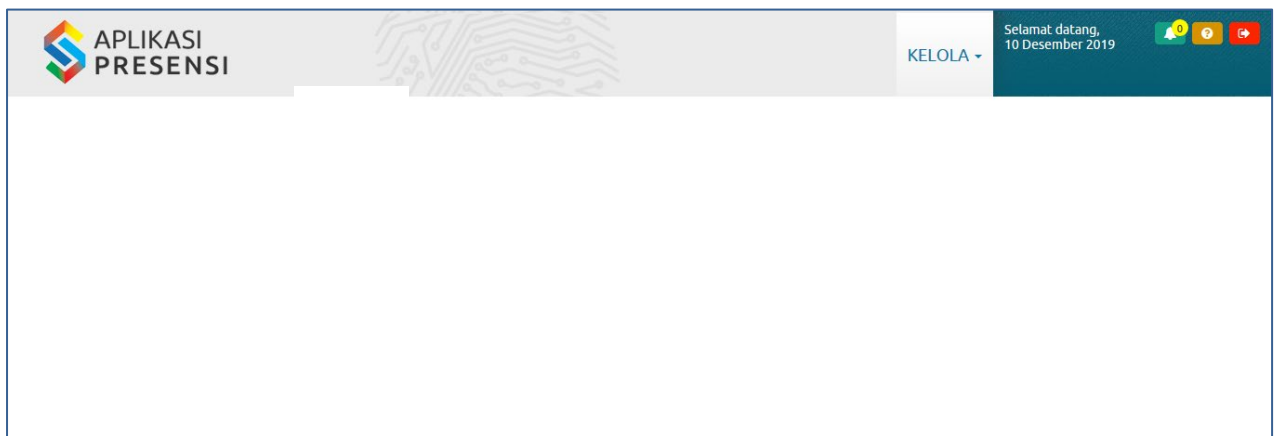 APLIKASI
PRESENSI
KELOLA
Selamat datang,
10 Desember 2019
0
?